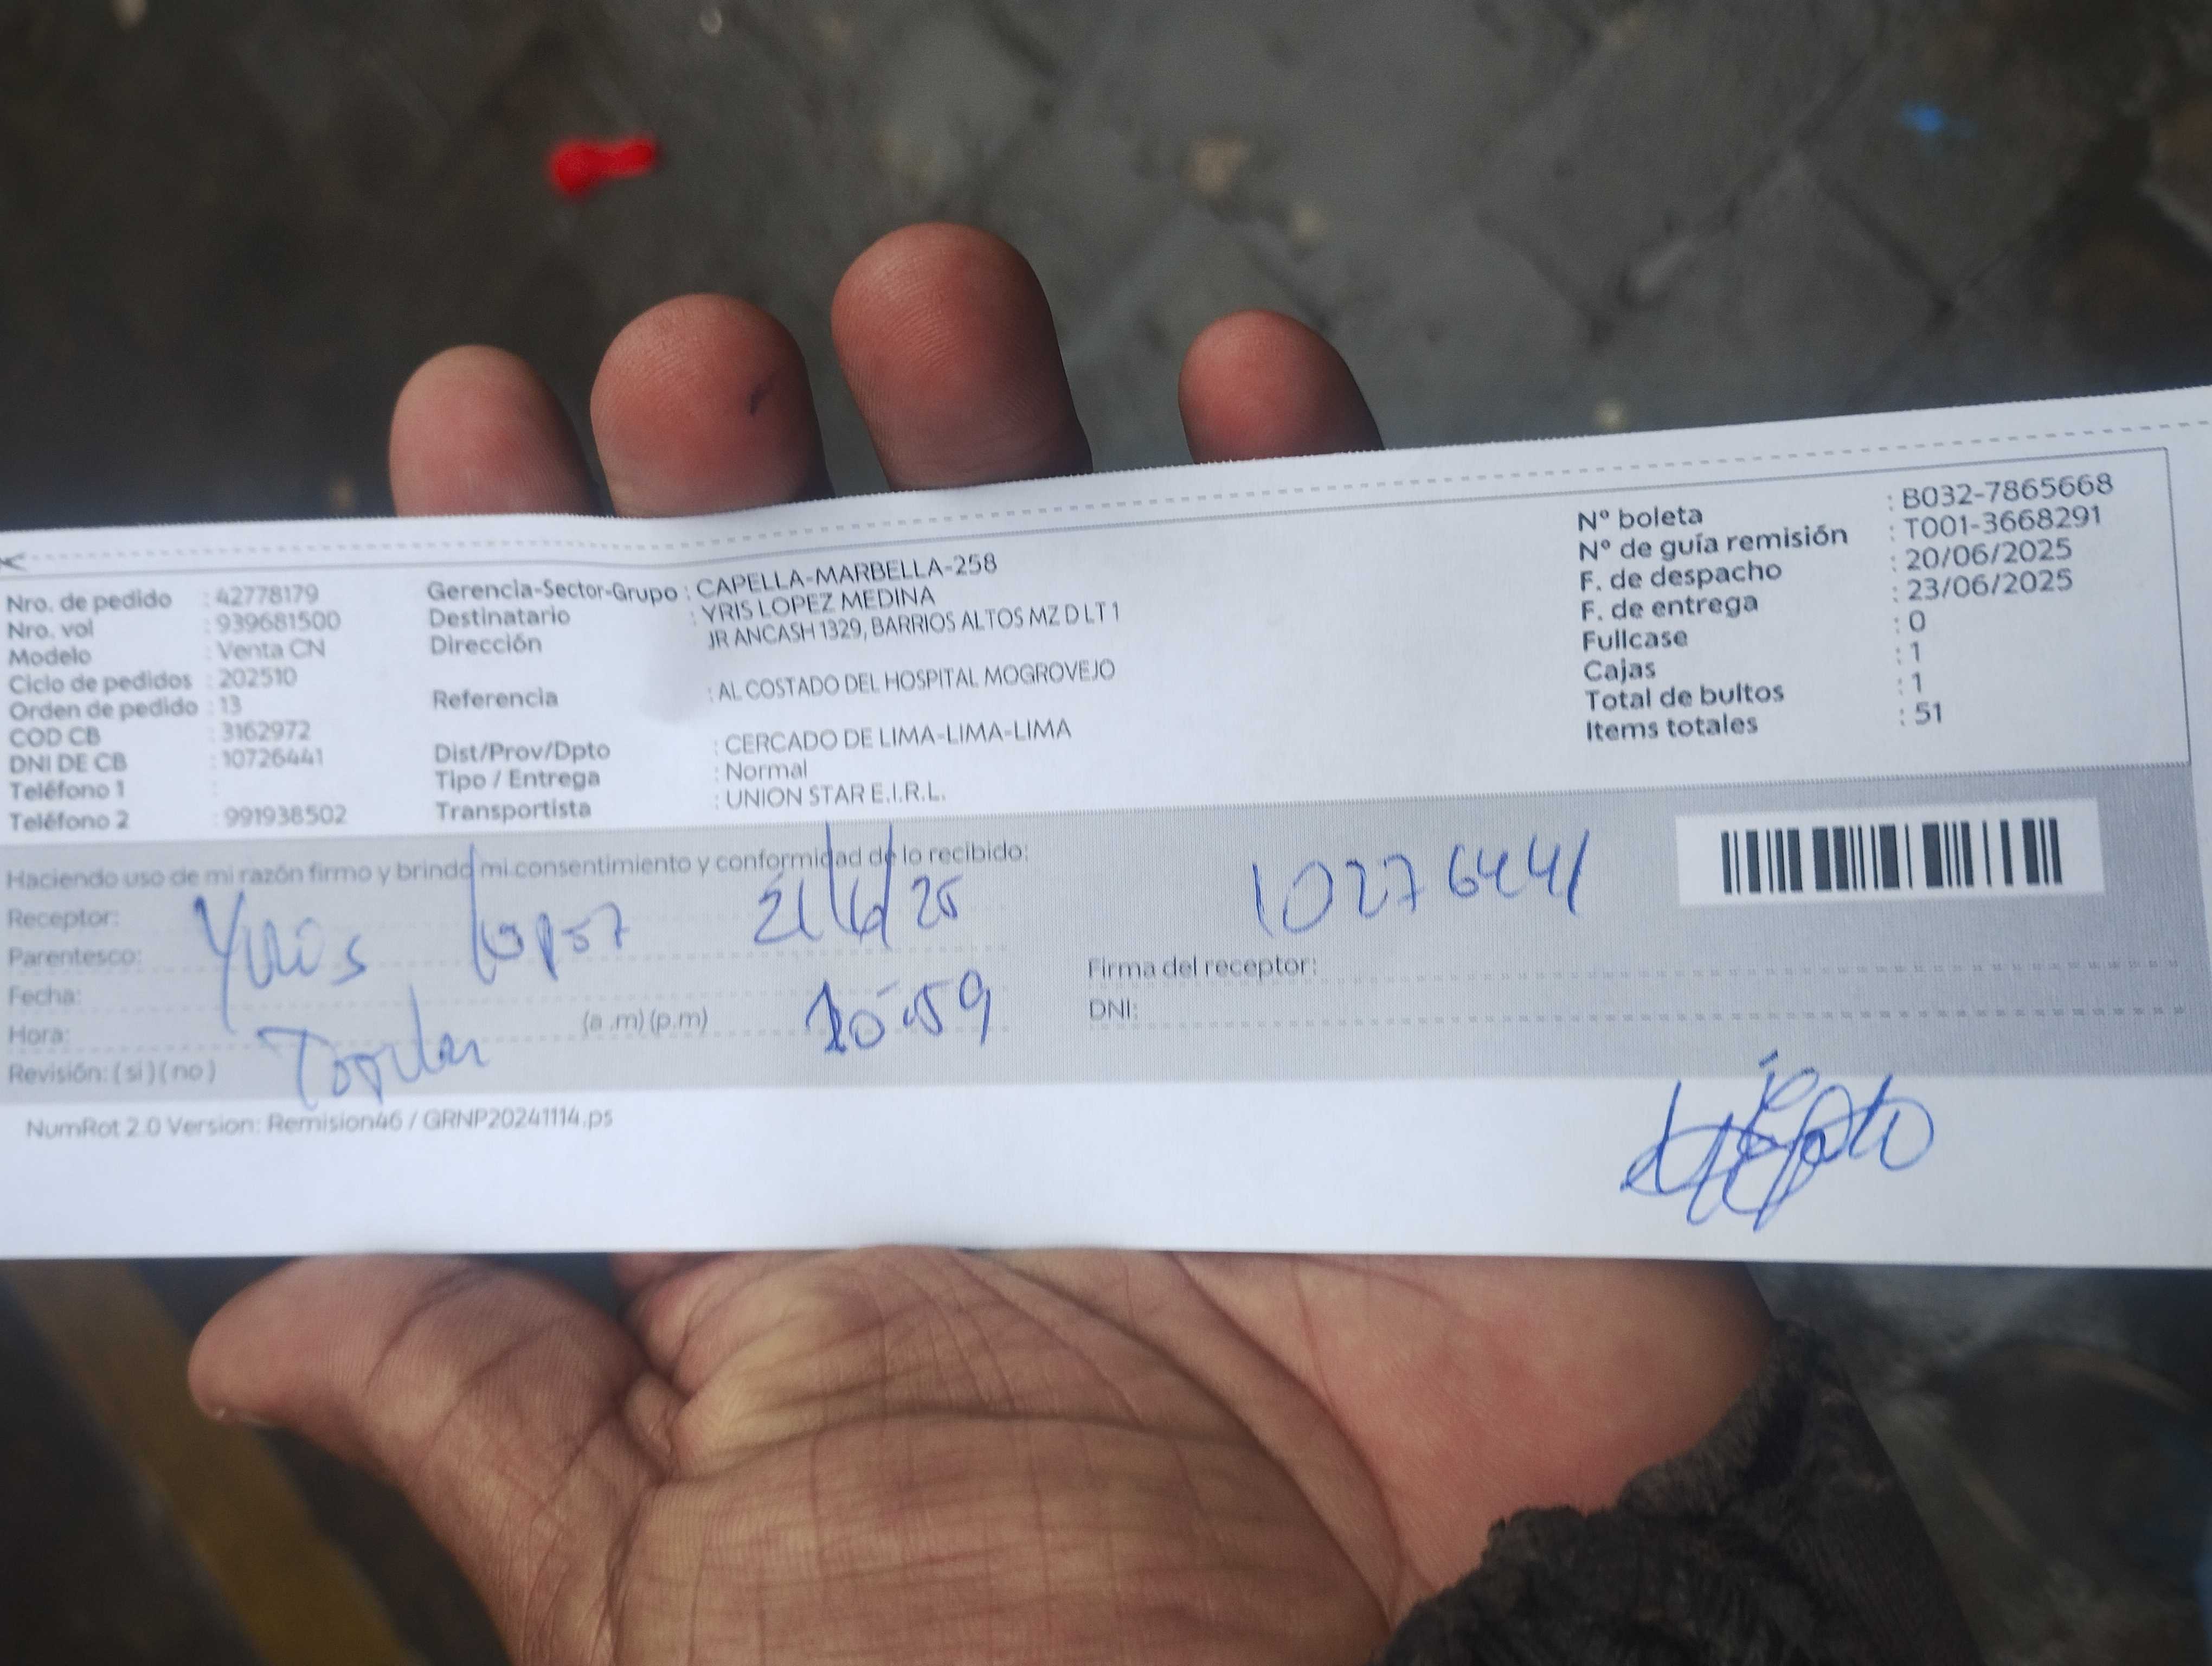 Nro. de pedido : 42778179
Nro. vol : 939681500
Modelo : Venta CN
Ciclo de pedidos : 202510
Orden de pedido : 13
COD CB : 3162972
DNI DE CB : 10726441
Teléfono 1 :
Teléfono 2 : 991938502
Gerencia-Sector-Grupo : CAPELLA-MARBELLA-258
Destinatario : YRIS LOPEZ MEDINA
Dirección : JR ANCASH 1329, BARRIOS ALTOS MZ D LT 1
Referencia : AL COSTADO DEL HOSPITAL MOGROVEJO
Dist/Prov/Dpto : CERCADO DE LIMA-LIMA-LIMA
Tipo / Entrega : Normal
Transportista : UNION STAR E.I.R.L.
N° boleta : B032-7865668
N° de guía remisión : T001-3668291
F. de despacho : 20/06/2025
F. de entrega : 23/06/2025
Fullcase : 0
Cajas : 1
Total de bultos : 1
Items totales : 51
Haciendo uso de mi razón firmo y brindo mi consentimiento y conformidad de lo recibido:
Receptor:
Parentesco:
Fecha:
Hora: (a .m) (p.m)
Revisión: ( si ) ( no )
Lopez 21/6/25
10276441
Firma del receptor:
DNI:
NumRot 2.0 Version: Remision46 / GRNP20241114.ps